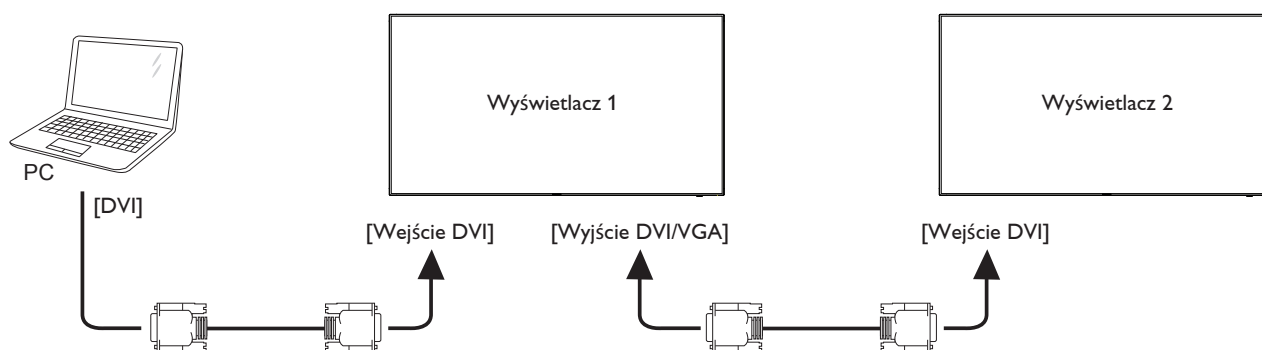 Wyświetlacz 1
Wyświetlacz 2
PC
[DVI]
[Wejście DVI]
[Wyjście DVI/VGA]
[Wejście DVI]